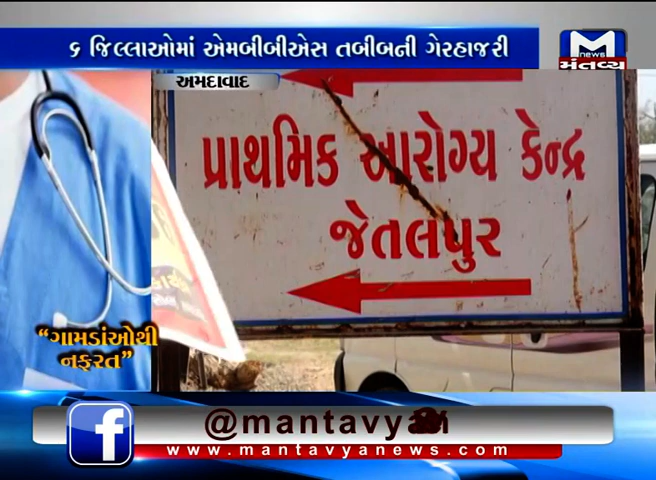 ૬ જિલ્લાઓમાં એમબીબીએસ તબીબની ગેરહાજરી
news
મંતવ્ય
અમદાવાદ
પ્રાથમિક આરોગ્ય કેન્દ્ર
જેતલપુર
“ગામડાંઓથી
નફરત”
f
www.mantavyanews.com